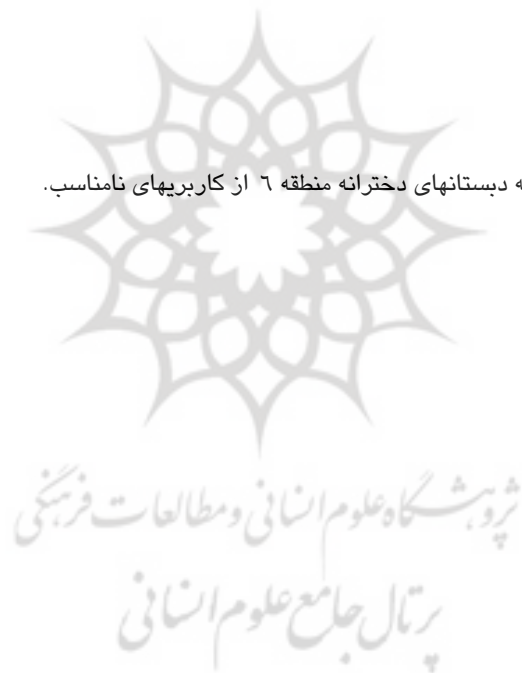 ه دبستانهای دخترانه منطقه ٦ از کاربریهای نامناسب.
پژوهشگاه علوم انسانی و مطالعات فرهنگی
پرتال جامع علوم انسانی